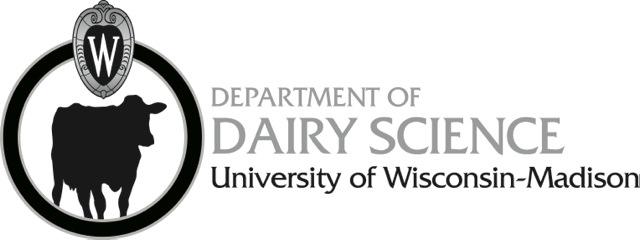 W
DEPARTMENT OF
DAIRY SCIENCE
University of Wisconsin-Madison